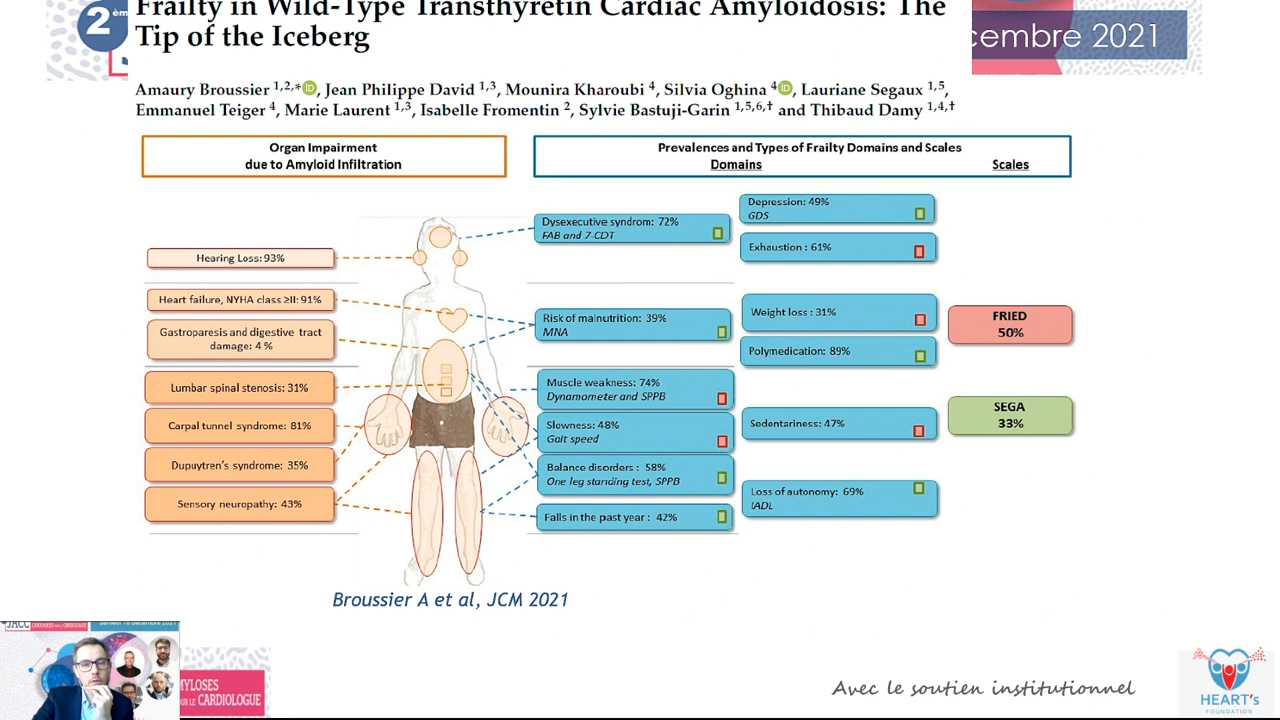 Frailty in Wild-Type Transthyretin Cardiac Amyloidosis: The
Tip of the Iceberg
2ème
cembre 2021
Amaury Broussier 1,2,*, Jean Philippe David 1,3, Mounira Kharoubi 4, Silvia Oghina 4, Lauriane Segaux 1,5,
Emmanuel Teiger 4, Marie Laurent 1,3, Isabelle Fromentin 2, Sylvie Bastuji-Garin 1,5,6,† and Thibaud Damy 1,4,†
Organ Impairment
due to Amyloid Infiltration
Prevalences and Types of Frailty Domains and Scales
Domains
Scales
Hearing Loss: 93%
Heart failure, NYHA class ≥II: 91%
Gastroparesis and digestive tract
damage: 4 %
Lumbar spinal stenosis: 31%
Carpal tunnel syndrome: 81%
Dupuytren's syndrome: 35%
Sensory neuropathy: 43%
Dysexecutive syndrom: 72%
FAB and 7-CDT
Risk of malnutrition: 39%
MNA
Muscle weakness: 74%
Dynamometer and SPPB
Slowness: 48%
Gait speed
Balance disorders : 58%
One leg standing test, SPPB
Falls in the past year : 42%
Depression: 49%
GDS
Exhaustion : 61%
Weight loss : 31%
Polymedication: 89%
Sedentariness: 47%
Loss of autonomy: 69%
IADL
FRIED
50%
SEGA
33%
Broussier A et al, JCM 2021
JACC
MYLOSES
CARDIOLOGUE
Avec le soutien institutionnel
HEART's
FOUNDATION